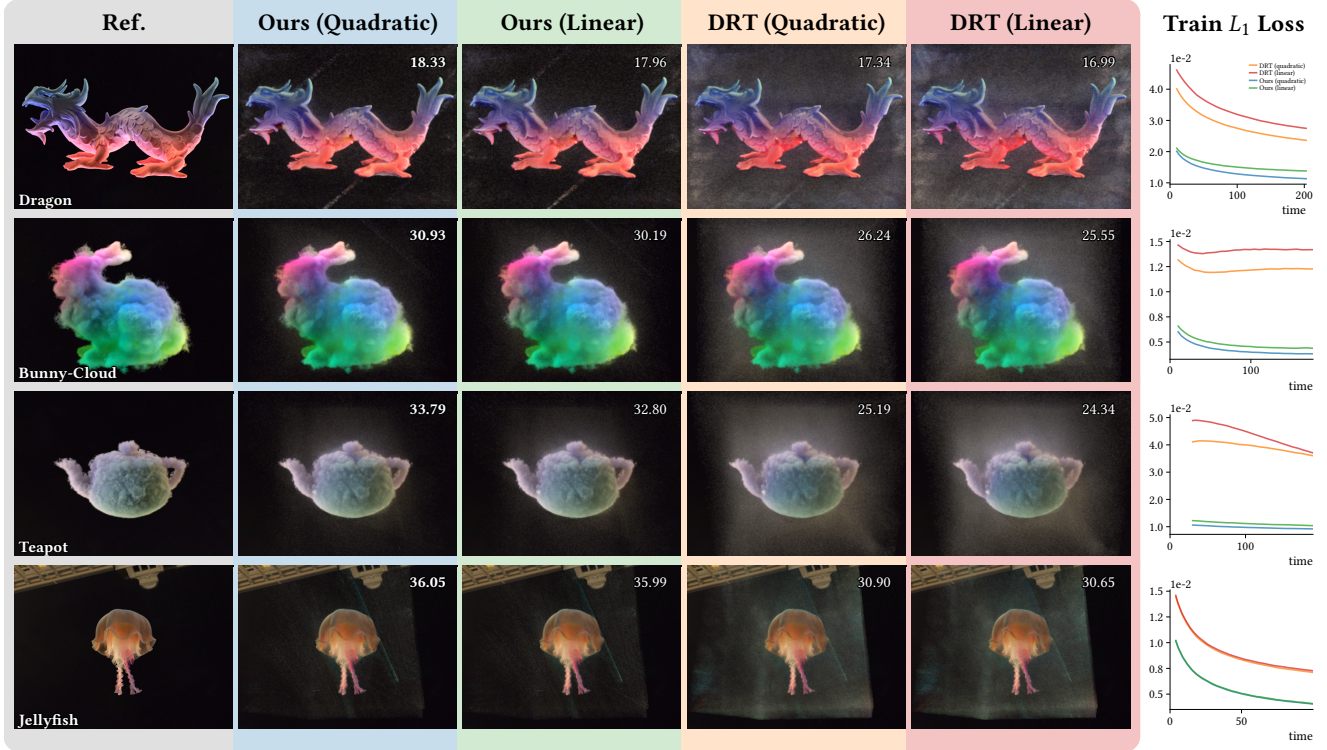 Ref. Ours (Quadratic) Ours (Linear) DRT (Quadratic) DRT (Linear) Train L₁ Loss
18.33 17.96 17.34 16.99
Dragon
1e-2
DRT (quadratic)
DRT (linear)
Ours (quadratic)
Ours (linear)
4.0
3.0
2.0
1.0
0 100 200
time
30.93 30.19 26.24 25.55
Bunny-Cloud
1e-2
1.5
1.2
1.0
0.8
0.5
0 100
time
33.79 32.80 25.19 24.34
Teapot
1e-2
5.0
4.0
3.0
2.0
1.0
100
time
36.05 35.99 30.90 30.65
Jellyfish
1e-2
1.5
1.2
1.0
0.8
0.5
0 50
time